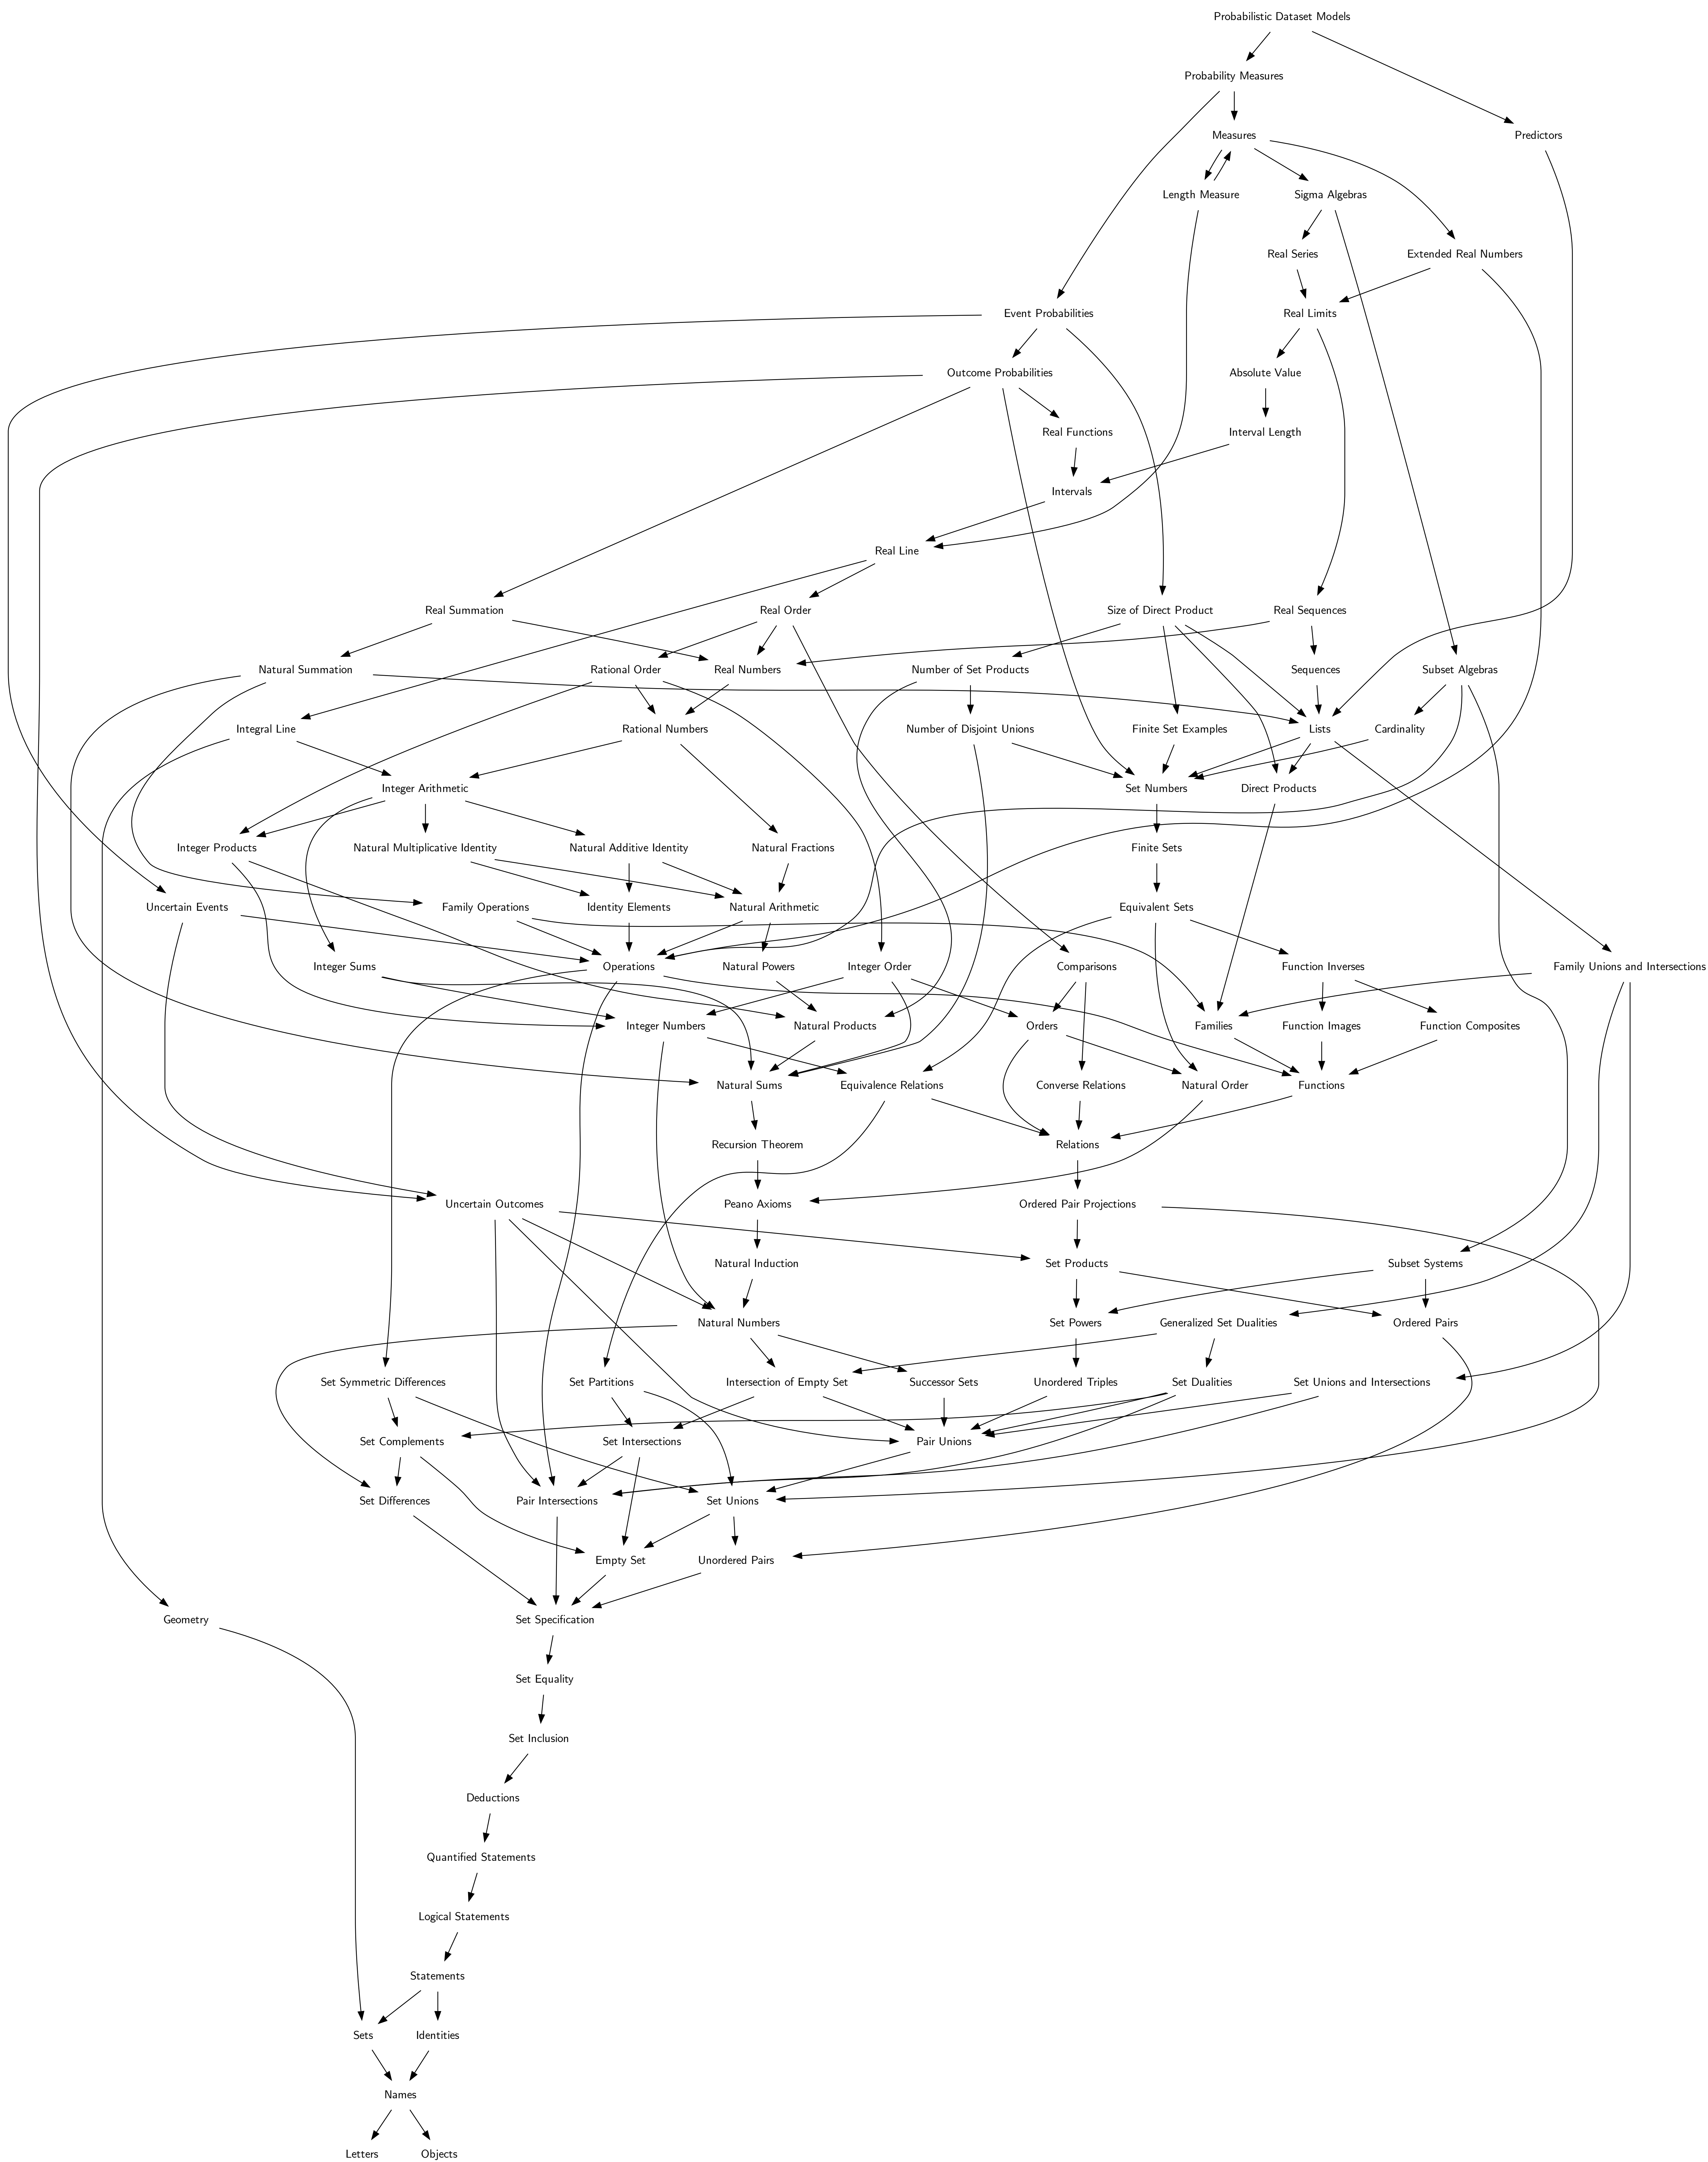 Probabilistic Dataset Models
Probability Measures
Measures
Predictors
Length Measure
Sigma Algebras
Real Series
Extended Real Numbers
Event Probabilities
Real Limits
Outcome Probabilities
Absolute Value
Real Functions
Interval Length
Intervals
Real Line
Real Summation
Real Order
Size of Direct Product
Real Sequences
Natural Summation
Rational Order
Real Numbers
Number of Set Products
Sequences
Subset Algebras
Integral Line
Rational Numbers
Number of Disjoint Unions
Finite Set Examples
Lists
Cardinality
Integer Arithmetic
Set Numbers
Direct Products
Integer Products
Natural Multiplicative Identity
Natural Additive Identity
Natural Fractions
Finite Sets
Uncertain Events
Family Operations
Identity Elements
Natural Arithmetic
Equivalent Sets
Integer Sums
Operations
Natural Powers
Integer Order
Comparisons
Function Inverses
Family Unions and Intersections
Integer Numbers
Natural Products
Orders
Families
Function Images
Function Composites
Natural Sums
Equivalence Relations
Converse Relations
Natural Order
Functions
Recursion Theorem
Relations
Uncertain Outcomes
Peano Axioms
Ordered Pair Projections
Natural Induction
Set Products
Subset Systems
Natural Numbers
Set Powers
Generalized Set Dualities
Ordered Pairs
Set Symmetric Differences
Set Partitions
Intersection of Empty Set
Successor Sets
Unordered Triples
Set Dualities
Set Unions and Intersections
Set Complements
Set Intersections
Pair Unions
Set Differences
Pair Intersections
Set Unions
Empty Set
Unordered Pairs
Geometry
Set Specification
Set Equality
Set Inclusion
Deductions
Quantified Statements
Logical Statements
Statements
Sets
Identities
Names
Letters
Objects